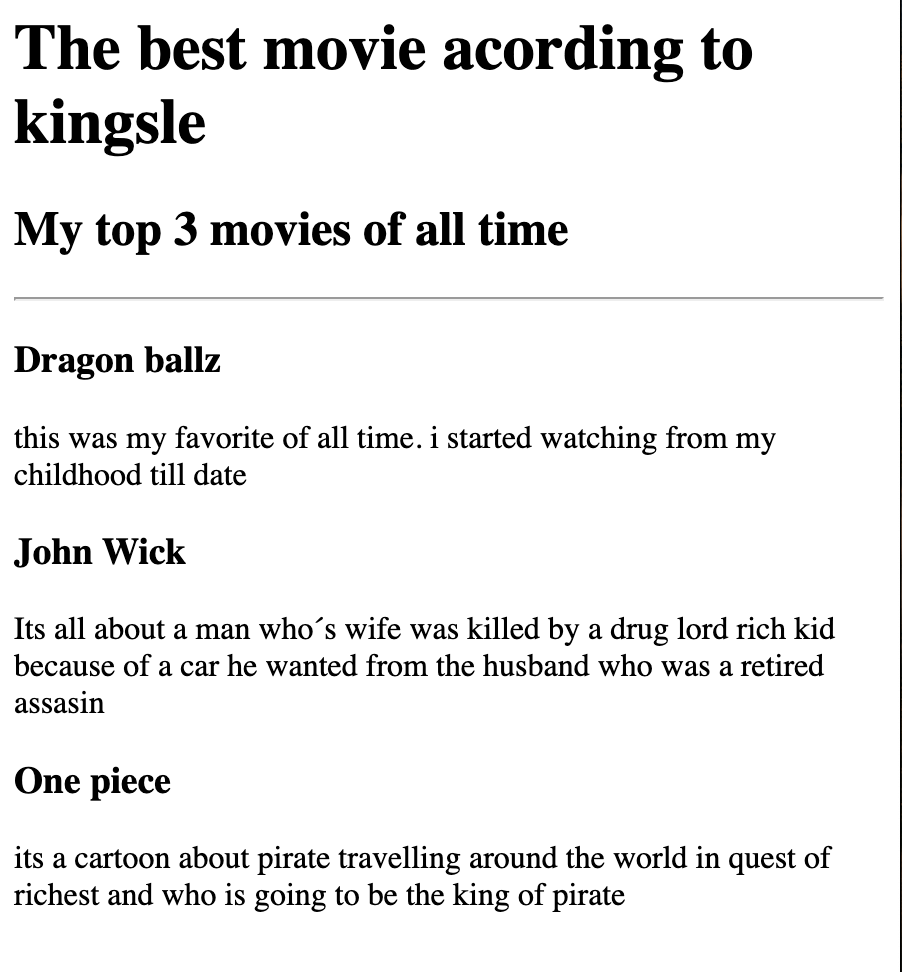 The best movie acording to
kingsle
My top 3 movies of all time
Dragon ballz
this was my favorite of all time. i started watching from my
childhood till date
John Wick
Its all about a man who´s wife was killed by a drug lord rich kid
because of a car he wanted from the husband who was a retired
assasin
One piece
its a cartoon about pirate travelling around the world in quest of
richest and who is going to be the king of pirate